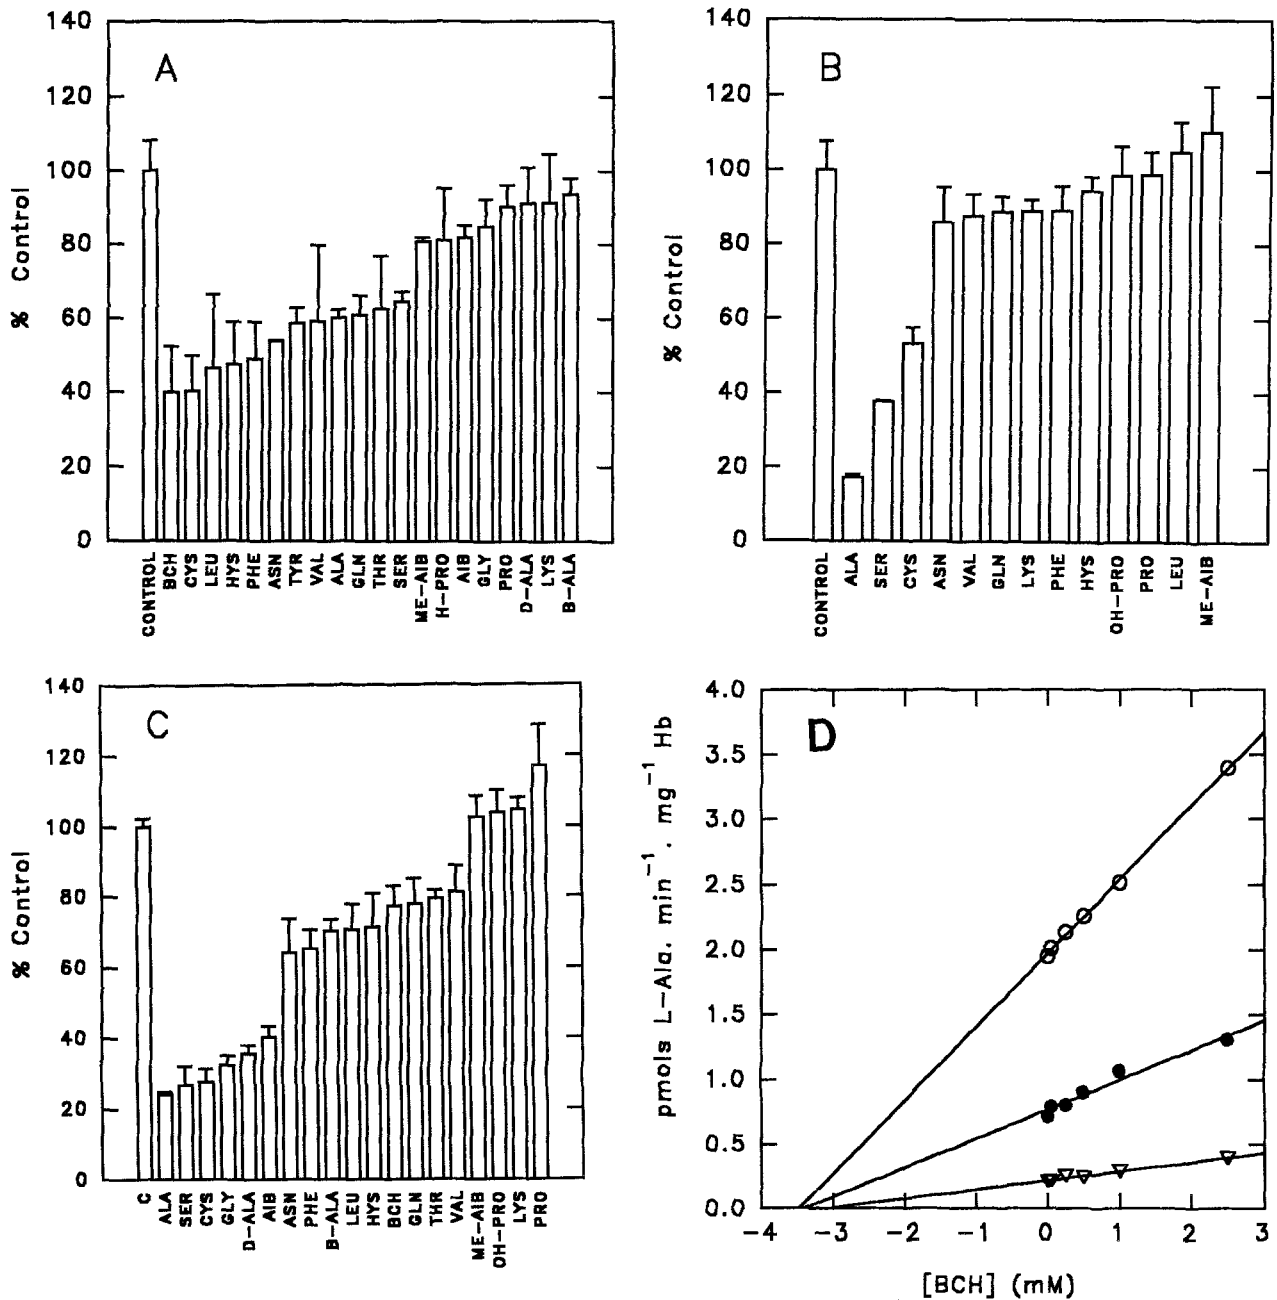 A
140
120
100
80
60
40
20
0
% Control
CONTROL
BCH
CYS
LEU
HYS
PHE
ASN
TYR
VAL
ALA
GLN
THR
SER
ME-AIB
H-PRO
AIB
GLY
PRO
D-ALA
LYS
B-ALA
B
140
120
100
80
60
40
20
0
% Control
CONTROL
ALA
SER
CYS
ASN
VAL
GLN
LYS
PHE
HYS
OH-PRO
PRO
LEU
ME-AIB
C
140
120
100
80
60
40
20
0
% Control
C
ALA
SER
CYS
GLY
D-ALA
AIB
ASN
PHE
B-ALA
LEU
HYS
BCH
GLN
THR
VAL
ME-AIB
OH-PRO
LYS
PRO
D
4.0
3.5
3.0
2.5
2.0
1.5
1.0
0.5
0.0
pmols L-Ala. min⁻¹. mg⁻¹ Hb
-4 -3 -2 -1 0 1 2 3
[BCH] (mM)